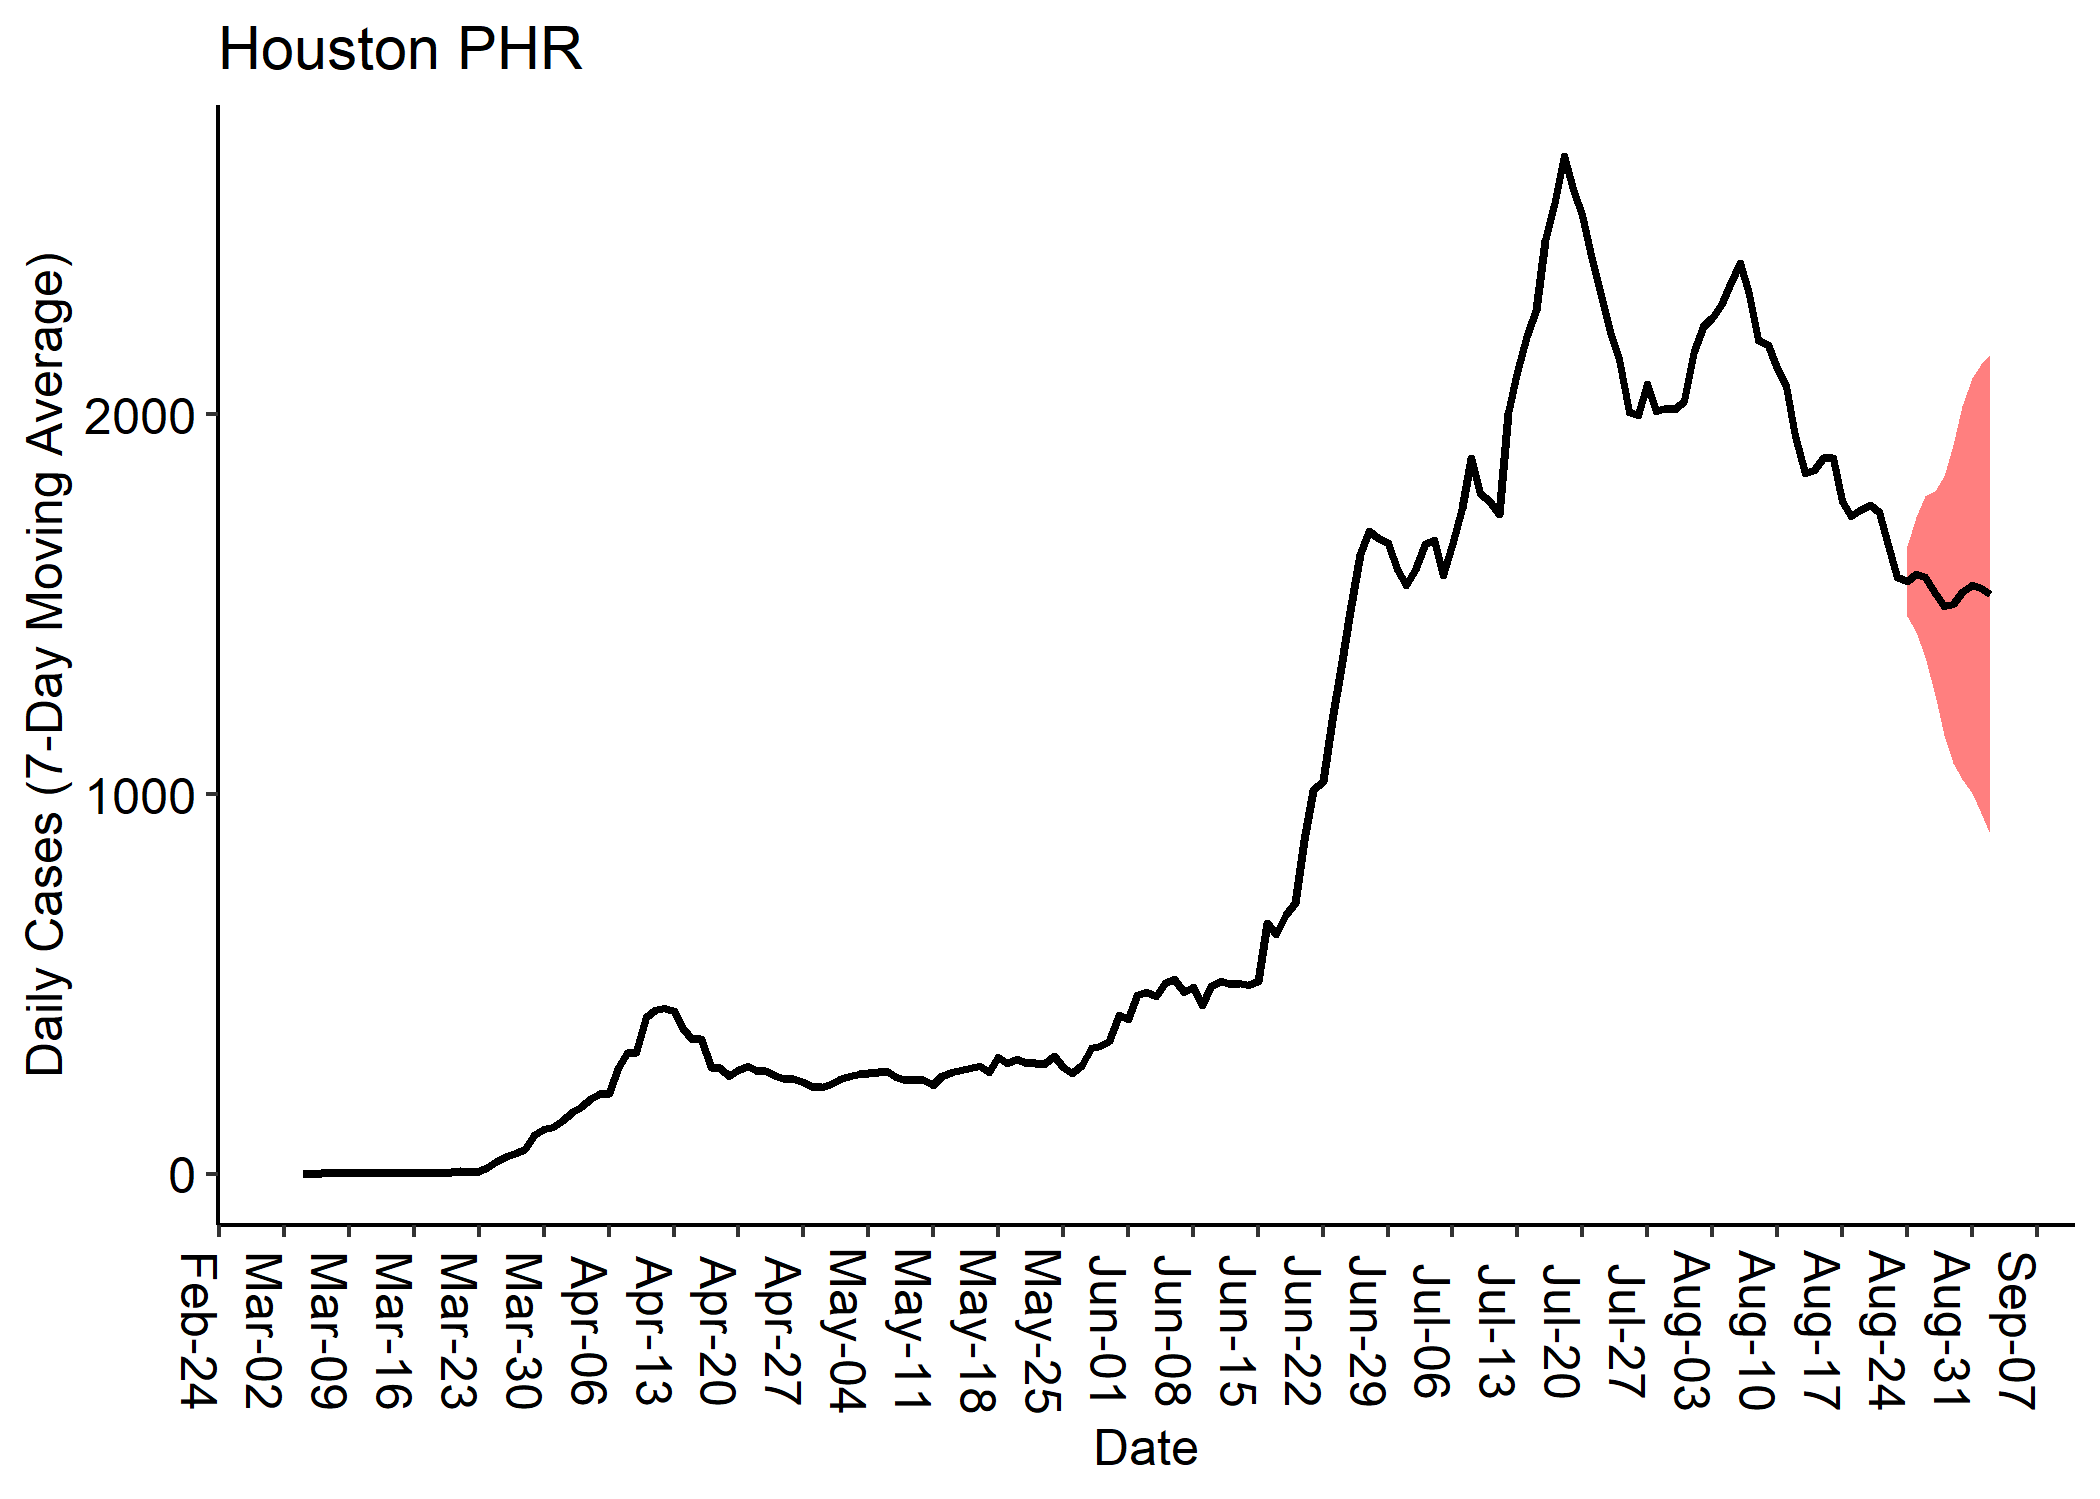 Houston PHR
Daily Cases (7-Day Moving Average)
2000
1000
0
Feb-24
Mar-02
Mar-09
Mar-16
Mar-23
Mar-30
Apr-06
Apr-13
Apr-20
Apr-27
May-04
May-11
May-18
May-25
Jun-01
Jun-08
Jun-15
Jun-22
Jun-29
Jul-06
Jul-13
Jul-20
Jul-27
Aug-03
Aug-10
Aug-17
Aug-24
Aug-31
Sep-07
Date